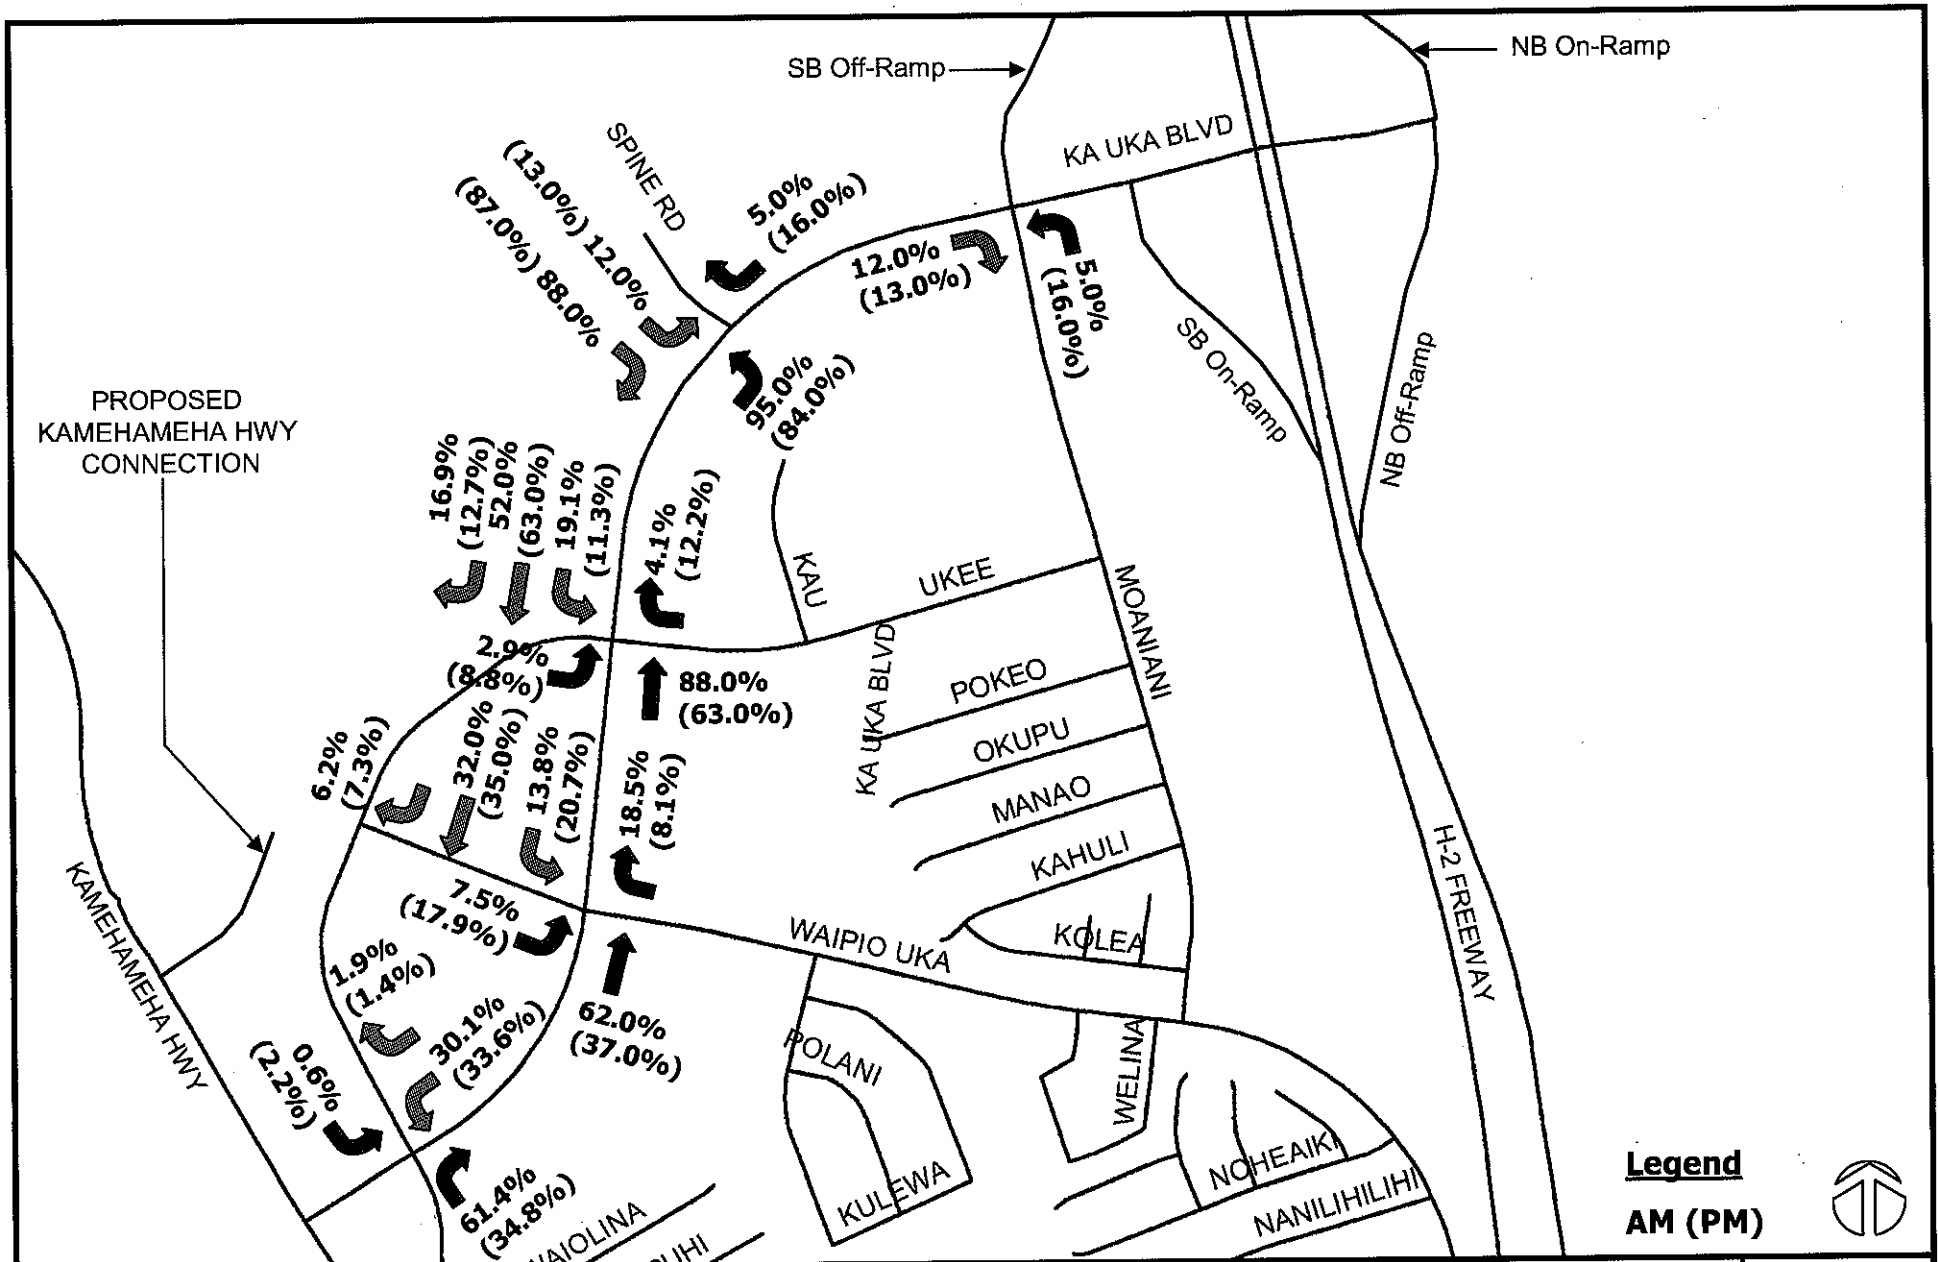 SB Off-Ramp
NB On-Ramp
KA UKA BLVD
SPINE RD
(13.0%) 12.0%
(87.0%) 88.0%
5.0%
(16.0%)
12.0%
(13.0%)
5.0%
(16.0%)
SB On-Ramp
NB Off-Ramp
95.0%
(84.0%)
PROPOSED
KAMEHAMEHA HWY
CONNECTION
16.9%
(12.7%)
52.0%
(63.0%)
19.1%
(11.3%)
4.1%
(12.2%)
KAU
UKEE
MOANIANI
2.9%
(8.8%)
88.0%
(63.0%)
KA UKA BLVD
POKEO
OKUPU
MANAO
KAHULI
KOLEA
6.2%
(7.3%)
32.0%
(35.0%)
13.8%
(20.7%)
18.5%
(8.1%)
H-2 FREEWAY
KAMEHAMEHA HWY
7.5%
(17.9%)
WAIPIO UKA
1.9%
(1.4%)
30.1%
(33.6%)
62.0%
(37.0%)
0.6%
(2.2%)
POLANI
WELINA
KULEWA
NOHEAIKI
NANILIHILIHI
61.4%
(34.8%)
WAIOLINA
Legend
AM (PM)